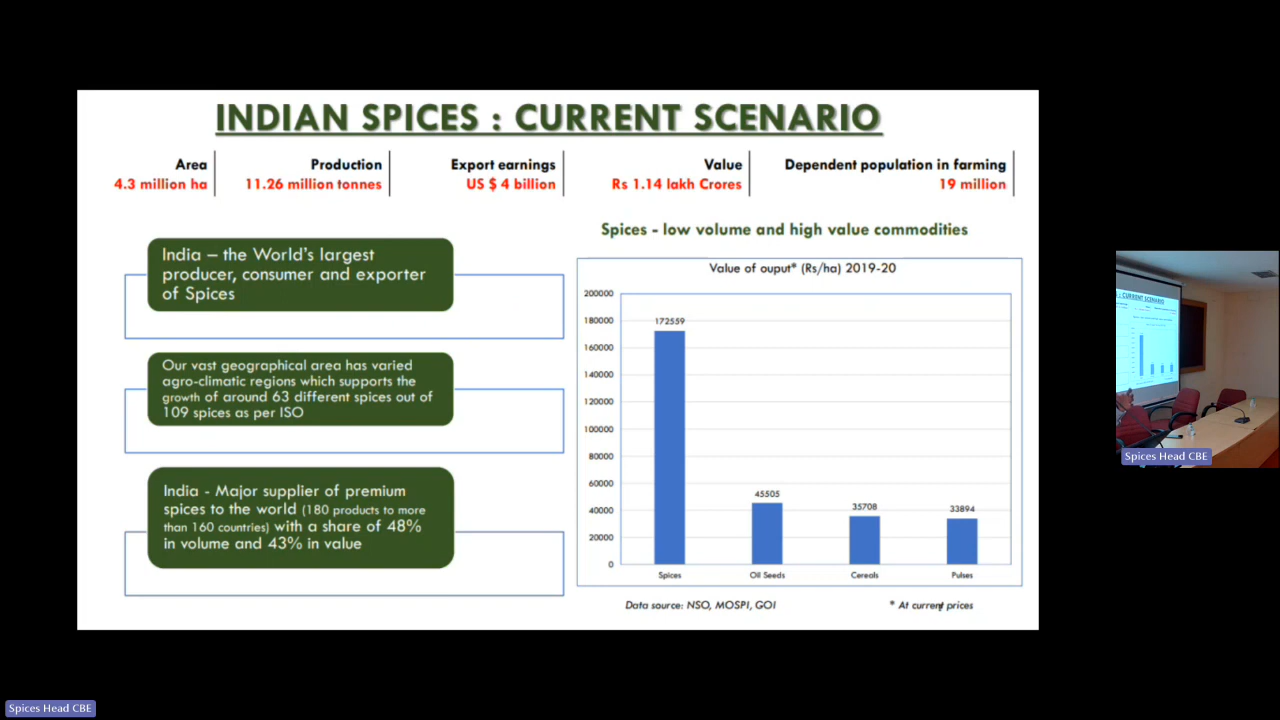 INDIAN SPICES : CURRENT SCENARIO
Area
4.3 million ha
Production
11.26 million tonnes
Export earnings
US $ 4 billion
Value
Rs 1.14 lakh Crores
Dependent population in farming
19 million
India – the World's largest
producer, consumer and exporter
of Spices
Our vast geographical area has varied
agro-climatic regions which supports the
growth of around 63 different spices out of
109 spices as per ISO
India - Major supplier of premium
spices to the world (180 products to more
than 160 countries) with a share of 48%
in volume and 43% in value
Spices - low volume and high value commodities
Value of ouput* (Rs/ha) 2019-20
200000
180000
160000
140000
120000
100000
80000
60000
40000
20000
0
172559
45505
35708
33894
Spices
Oil Seeds
Cereals
Pulses
Data source: NSO, MOSPI, GOI
* At current prices
: CURRENT SCENARIO
Spices Head CBE
Spices Head CBE